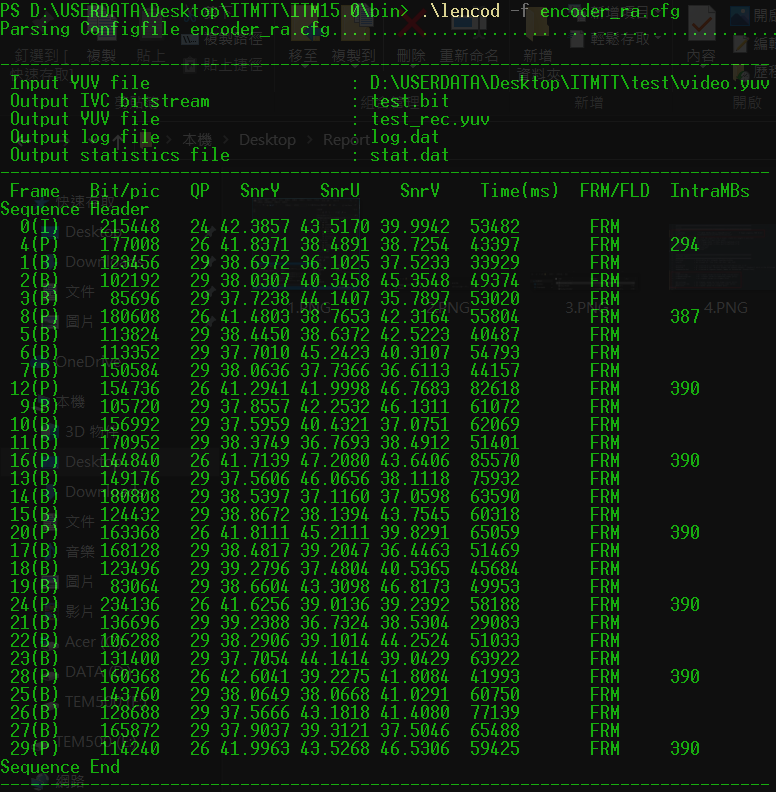 PS D:\USERDATA\Desktop\ITMTT\ITM15.0\bin> .\lencod -f encoder_ra.cfg
Parsing Configfile encoder_ra.cfg............................................
-----------------------------------------------------------------------------
Input YUV file : D:\USERDATA\Desktop\ITMTT\test\video.yuv
Output IVC bitstream : test.bit
Output YUV file : test_rec.yuv
Output log file : log.dat
Output statistics file : stat.dat
-----------------------------------------------------------------------------
Frame Bit/pic QP SnrY SnrU SnrV Time(ms) FRM/FLD IntraMBs
Sequence Header
0(I) 215448 24 42.3857 43.5170 39.9942 53482 FRM
4(P) 177008 26 41.8371 38.4891 38.7254 43397 FRM 294
1(B) 123456 29 38.6972 36.1025 37.5233 33929 FRM
2(B) 102192 29 38.0307 40.3458 45.3548 49374 FRM
3(B) 85696 29 37.7238 44.1407 35.7897 53020 FRM
8(P) 180608 26 41.4803 38.7653 42.3164 55804 FRM 387
5(B) 113824 29 38.4450 38.6372 42.5223 40487 FRM
6(B) 113352 29 37.7010 45.2423 40.3107 54793 FRM
7(B) 150584 29 38.0636 37.7366 36.6113 44157 FRM
12(P) 154736 26 41.2941 41.9998 46.7683 82618 FRM 390
9(B) 105720 29 37.8557 42.2532 46.1311 61072 FRM
10(B) 156992 29 37.5959 40.4321 37.0751 62069 FRM
11(B) 170952 29 38.3749 36.7693 38.4912 51401 FRM
16(P) 144840 26 41.7139 47.2080 43.6406 85570 FRM 390
13(B) 149176 29 37.5606 46.0656 38.1118 75932 FRM
14(B) 180808 29 38.5397 37.1160 37.0598 63590 FRM
15(B) 124432 29 38.8672 38.1394 43.7545 60318 FRM
20(P) 163368 26 41.8111 45.2111 39.8291 65059 FRM 390
17(B) 168128 29 38.4817 39.2047 36.4463 51469 FRM
18(B) 123496 29 39.2796 37.4804 40.5365 45684 FRM
19(B) 83064 29 38.6604 43.3098 46.8173 49953 FRM
24(P) 234136 26 41.6256 39.0136 39.2392 58188 FRM 390
21(B) 136696 29 39.2388 36.7324 38.5304 29083 FRM
22(B) 106288 29 38.2906 39.1014 44.2524 51033 FRM
23(B) 131400 29 37.7054 44.1414 39.0429 63922 FRM
28(P) 160368 26 42.6041 39.2275 41.8084 41993 FRM 390
25(B) 143760 29 38.0649 38.0668 41.0291 60750 FRM
26(B) 128688 29 37.5666 43.1818 41.4080 77139 FRM
27(B) 165872 29 37.9037 39.3121 37.5046 65488 FRM
29(P) 114240 26 41.9963 43.5268 46.5306 59425 FRM 390
Sequence End
-----------------------------------------------------------------------------